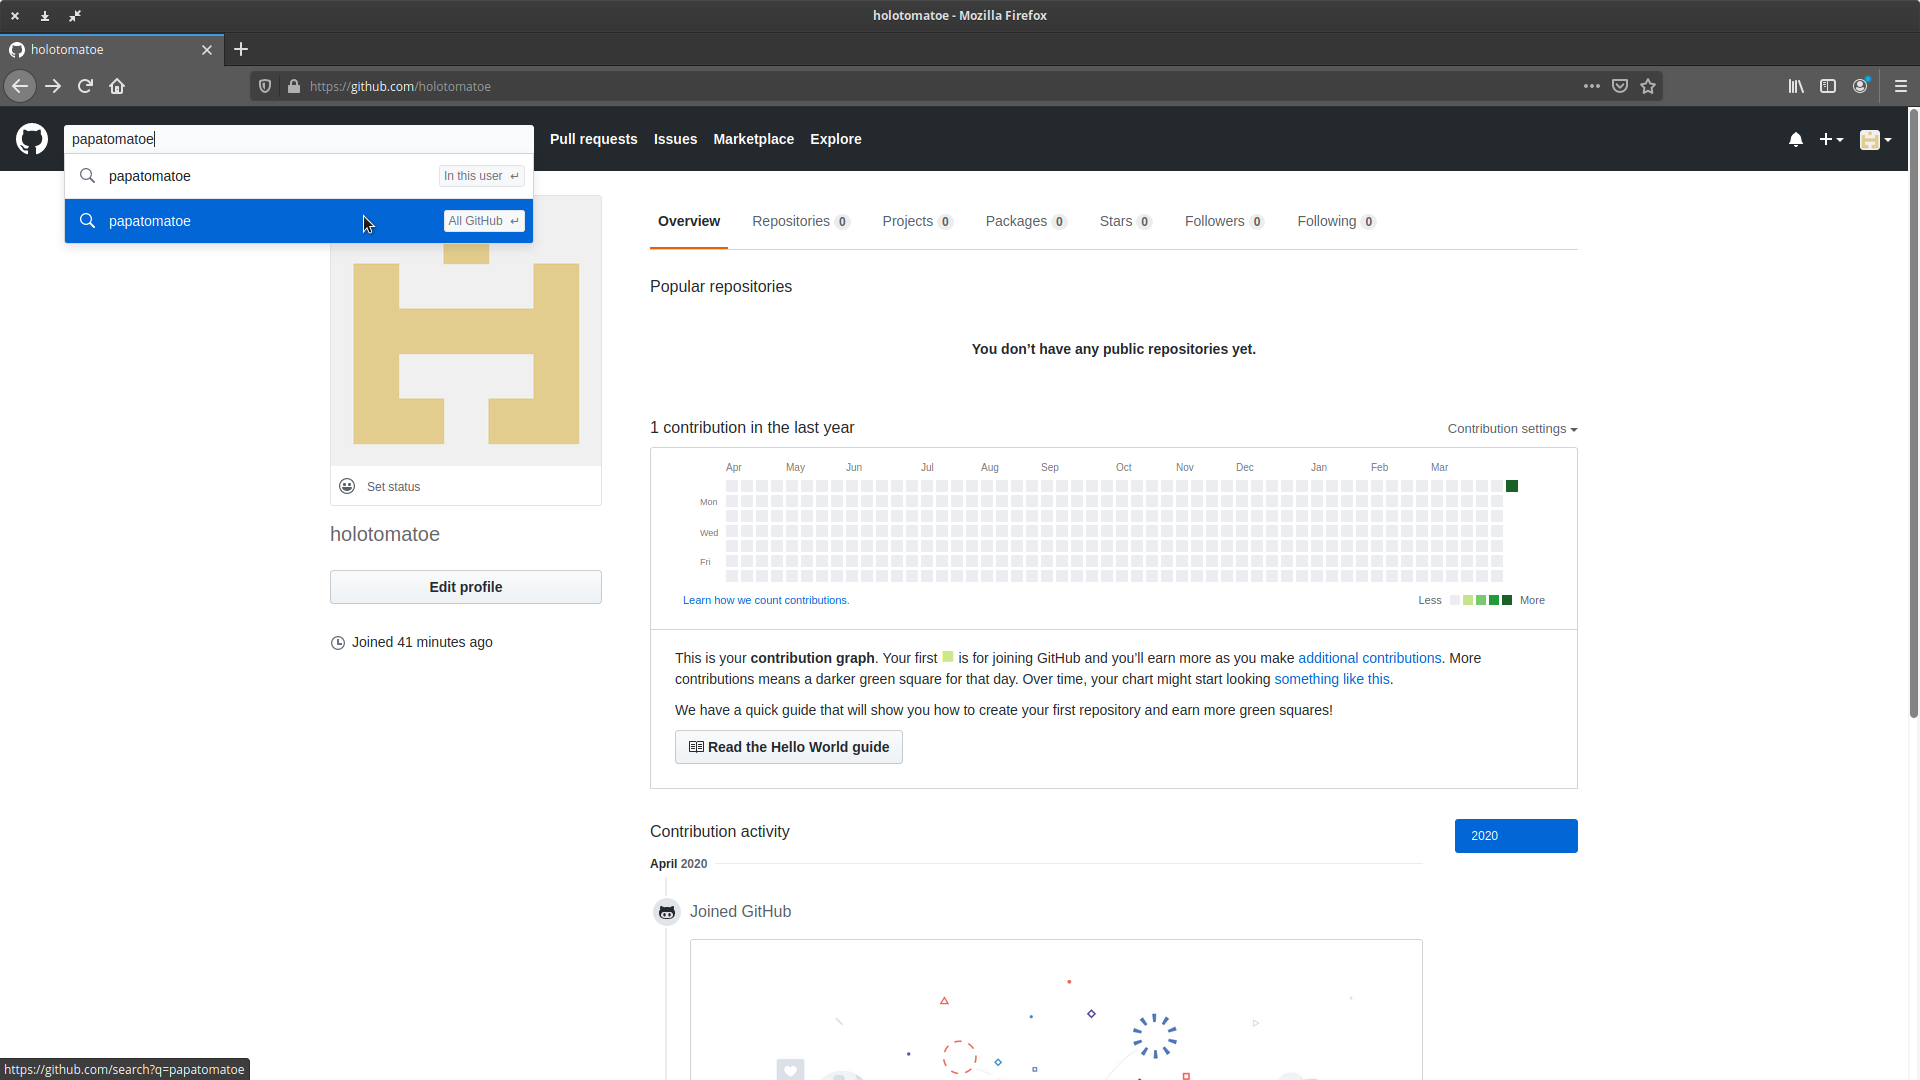 holotomatoe - Mozilla Firefox
holotomatoe
https://github.com/holotomatoe
papatomatoe
Pull requests Issues Marketplace Explore
papatomatoe In this user ↵
papatomatoe All GitHub ↵
Overview Repositories 0 Projects 0 Packages 0 Stars 0 Followers 0 Following 0
Popular repositories
You don’t have any public repositories yet.
1 contribution in the last year
Contribution settings
Apr May Jun Jul Aug Sep Oct Nov Dec Jan Feb Mar
Mon
Wed
Fri
Learn how we count contributions.
Less More
Set status
holotomatoe
Edit profile
Joined 41 minutes ago
This is your contribution graph. Your first is for joining GitHub and you’ll earn more as you make additional contributions. More
contributions means a darker green square for that day. Over time, your chart might start looking something like this.
We have a quick guide that will show you how to create your first repository and earn more green squares!
Read the Hello World guide
Contribution activity
2020
April 2020
Joined GitHub
https://github.com/search?q=papatomatoe